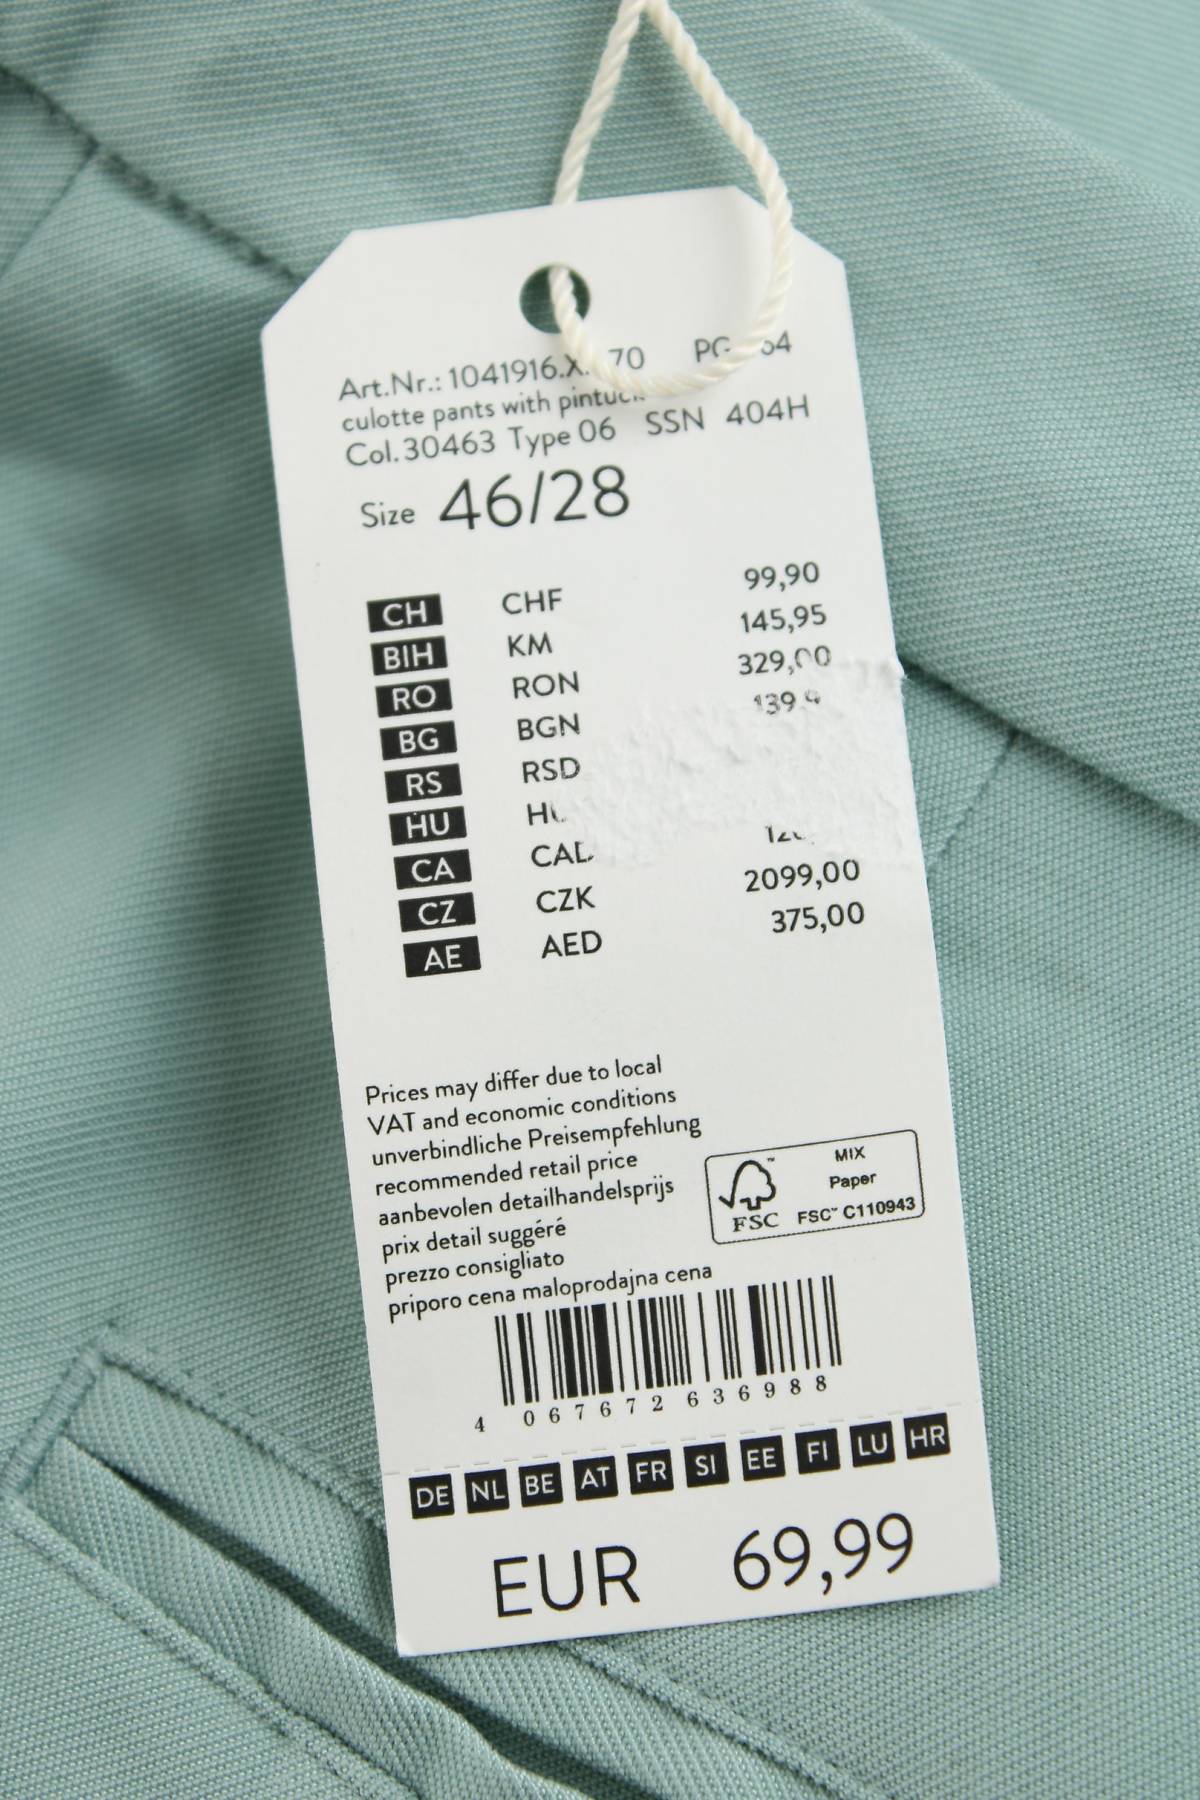 Art.Nr.: 1041916.X. 70 PG 64
culotte pants with
Col.30463 Type 06 SSN 404H
Size 46/28
CH CHF 99,90
BIH KM 145,95
RO RON 329,00
BG BGN
RS RSD
HU
CA CAD
CZ CZK 2099,00
AE AED 375,00
Prices may differ due to local
VAT and economic conditions
unverbindliche Preisempfehlung
recommended retail price
aanbevolen detailhandelsprijs
prix detail suggéré
prezzo consigliato
priporo cena maloprodajna cena
FSC™ MIX
Paper
FSC™ C110943
4 067672 636988
DE NL BE AT FR SI EE FI LU HR
EUR 69,99